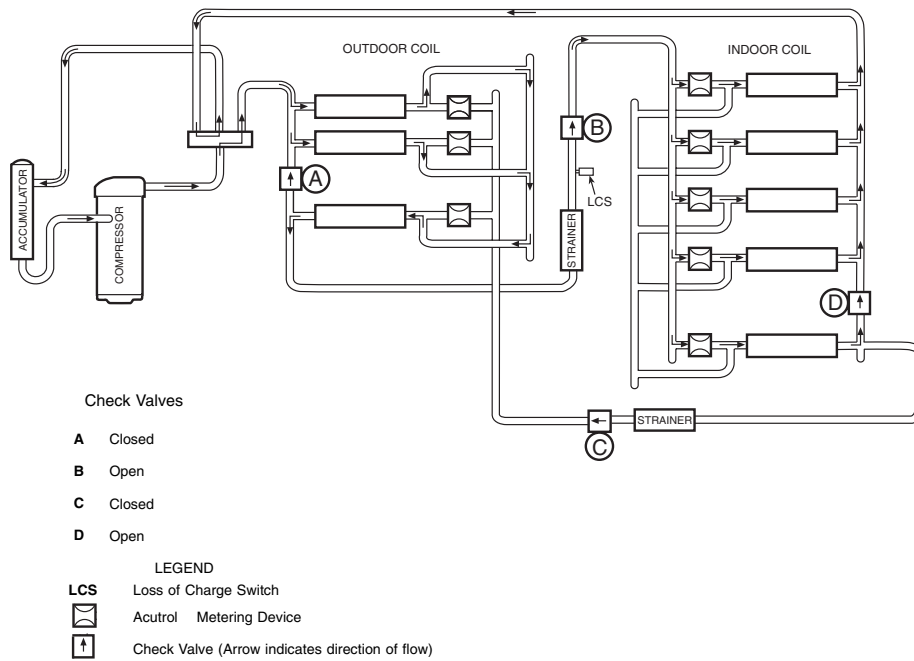 OUTDOOR COIL
INDOOR COIL
B
A
LCS
ACCUMULATOR
COMPRESSOR
STRAINER
D
STRAINER
C
Check Valves
A Closed
B Open
C Closed
D Open
LEGEND
LCS Loss of Charge Switch
Acutrol Metering Device
Check Valve (Arrow indicates direction of flow)